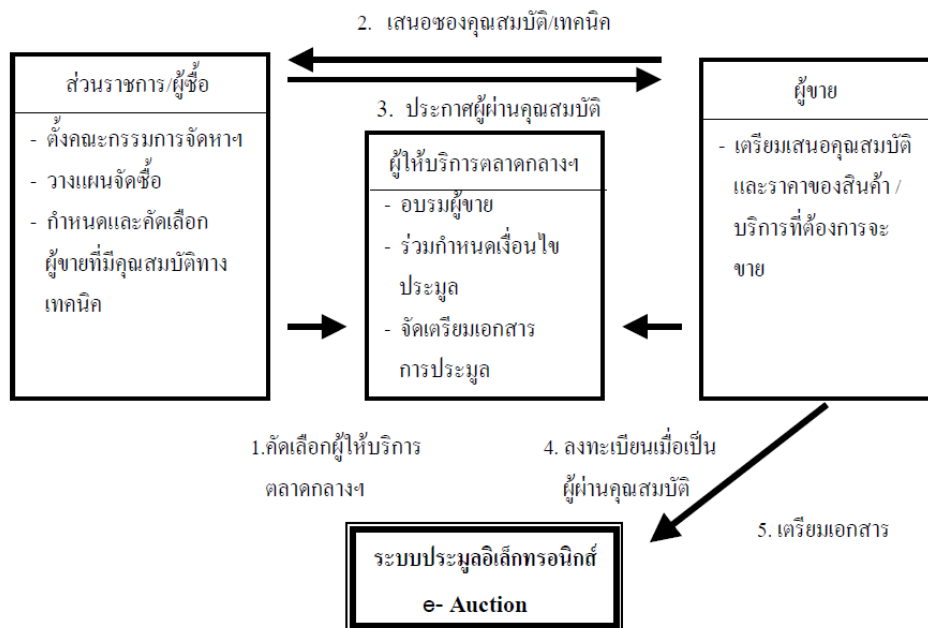 2. เสนอซองคุณสมบัติ/เทคนิค
ส่วนราชการ/ผู้ซื้อ
- ตั้งคณะกรรมการจัดหาฯ
- วางแผนจัดซื้อ
- กำหนดและคัดเลือก
ผู้ขายที่มีคุณสมบัติทาง
เทคนิค
3. ประกาศผู้ผ่านคุณสมบัติ
ผู้ให้บริการตลาดกลางฯ
- อบรมผู้ขาย
- ร่วมกำหนดเงื่อนไข
ประมูล
- จัดเตรียมเอกสาร
การประมูล
ผู้ขาย
- เตรียมเสนอคุณสมบัติ
และราคาของสินค้า /
บริการที่ต้องการจะ
ขาย
1.คัดเลือกผู้ให้บริการ
ตลาดกลางฯ
4. ลงทะเบียนเมื่อเป็น
ผู้ผ่านคุณสมบัติ
5. เตรียมเอกสาร
ระบบประมูลอิเล็กทรอนิกส์
e- Auction